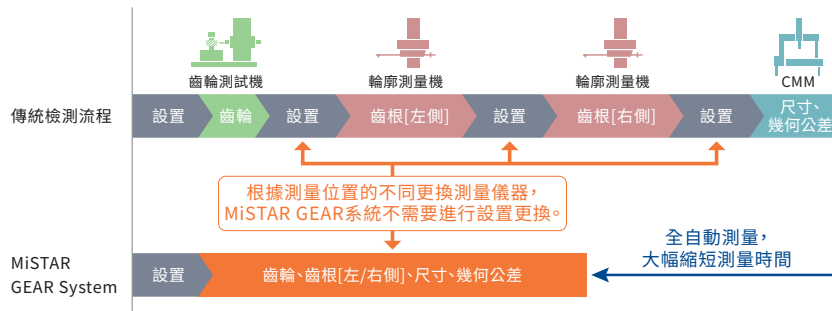 齒輪測試機
輪廓測量機
輪廓測量機
CMM
傳統檢測流程
設置
齒輪
設置
齒根[左側]
設置
齒根[右側]
設置
尺寸、
幾何公差
根據測量位置的不同更換測量儀器，
MiSTAR GEAR系統不需要進行設置更換。
全自動測量，
大幅縮短測量時間
MiSTAR
GEAR System
設置
齒輪、齒根[左/右側]、尺寸、幾何公差